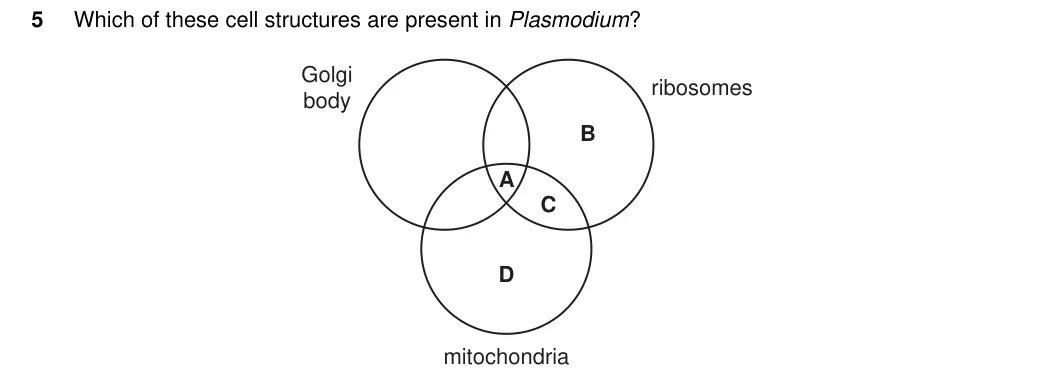 5 Which of these cell structures are present in Plasmodium?
Golgi
body
ribosomes
B
A
C
D
mitochondria